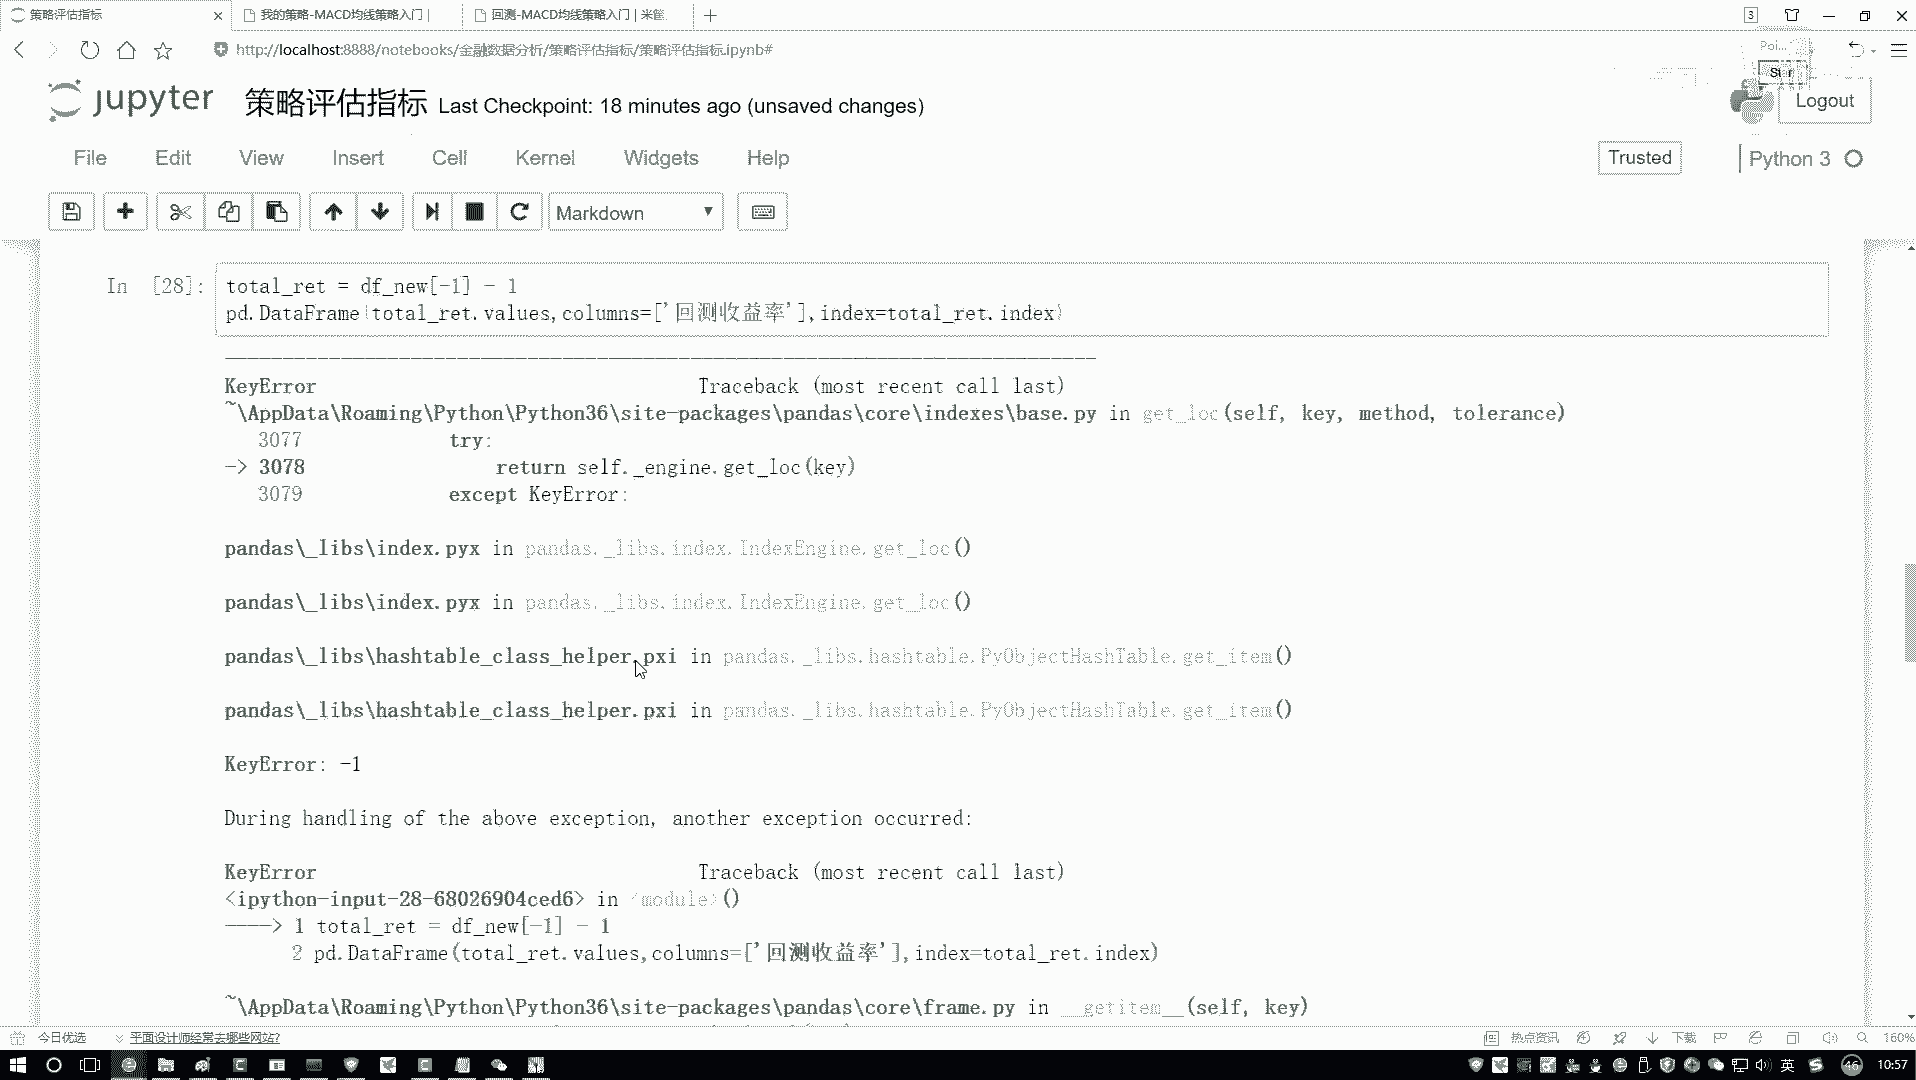 策略评估指标
我的策略-MACD均线策略入门 |
回测-MACD均线策略入门 | 米筐
3
http://localhost:8888/notebooks/金融数据分析/策略评估指标/策略评估指标.ipynb#
Poi...
jupyter 策略评估指标 Last Checkpoint: 18 minutes ago (unsaved changes)
Logout
File Edit View Insert Cell Kernel Widgets Help
Trusted Python 3
Markdown
In [28]: total_ret = df_new[-1] - 1
pd.DataFrame(total_ret.values,columns=['回测收益率'],index=total_ret.index)
KeyError Traceback (most recent call last)
~\AppData\Roaming\Python\Python36\site-packages\pandas\core\indexes\base.py in get_loc(self, key, method, tolerance)
3077 try:
-> 3078 return self._engine.get_loc(key)
3079 except KeyError:
pandas\_libs\index.pyx in pandas._libs.index.IndexEngine.get_loc()
pandas\_libs\index.pyx in pandas._libs.index.IndexEngine.get_loc()
pandas\_libs\hashtable_class_helper.pxi in pandas._libs.hashtable.PyObjectHashTable.get_item()
pandas\_libs\hashtable_class_helper.pxi in pandas._libs.hashtable.PyObjectHashTable.get_item()
KeyError: -1
During handling of the above exception, another exception occurred:
KeyError Traceback (most recent call last)
<ipython-input-28-68026904ced6> in <module>()
----> 1 total_ret = df_new[-1] - 1
2 pd.DataFrame(total_ret.values,columns=['回测收益率'],index=total_ret.index)
~\AppData\Roaming\Python\Python36\site-packages\pandas\core\frame.py in __getitem__(self, key)
今日优选 平面设计师经常去哪些网站? 热点资讯 下载 160%
英 46 10:57